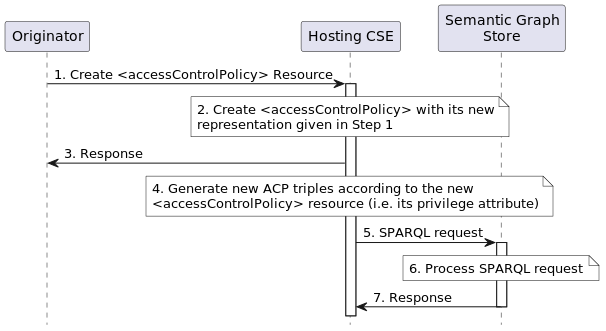 Originator
Hosting CSE
Semantic Graph
Store
1. Create <accessControlPolicy> Resource
2. Create <accessControlPolicy> with its new
representation given in Step 1
3. Response
4. Generate new ACP triples according to the new
<accessControlPolicy> resource (i.e. its privilege attribute)
5. SPARQL request
6. Process SPARQL request
7. Response